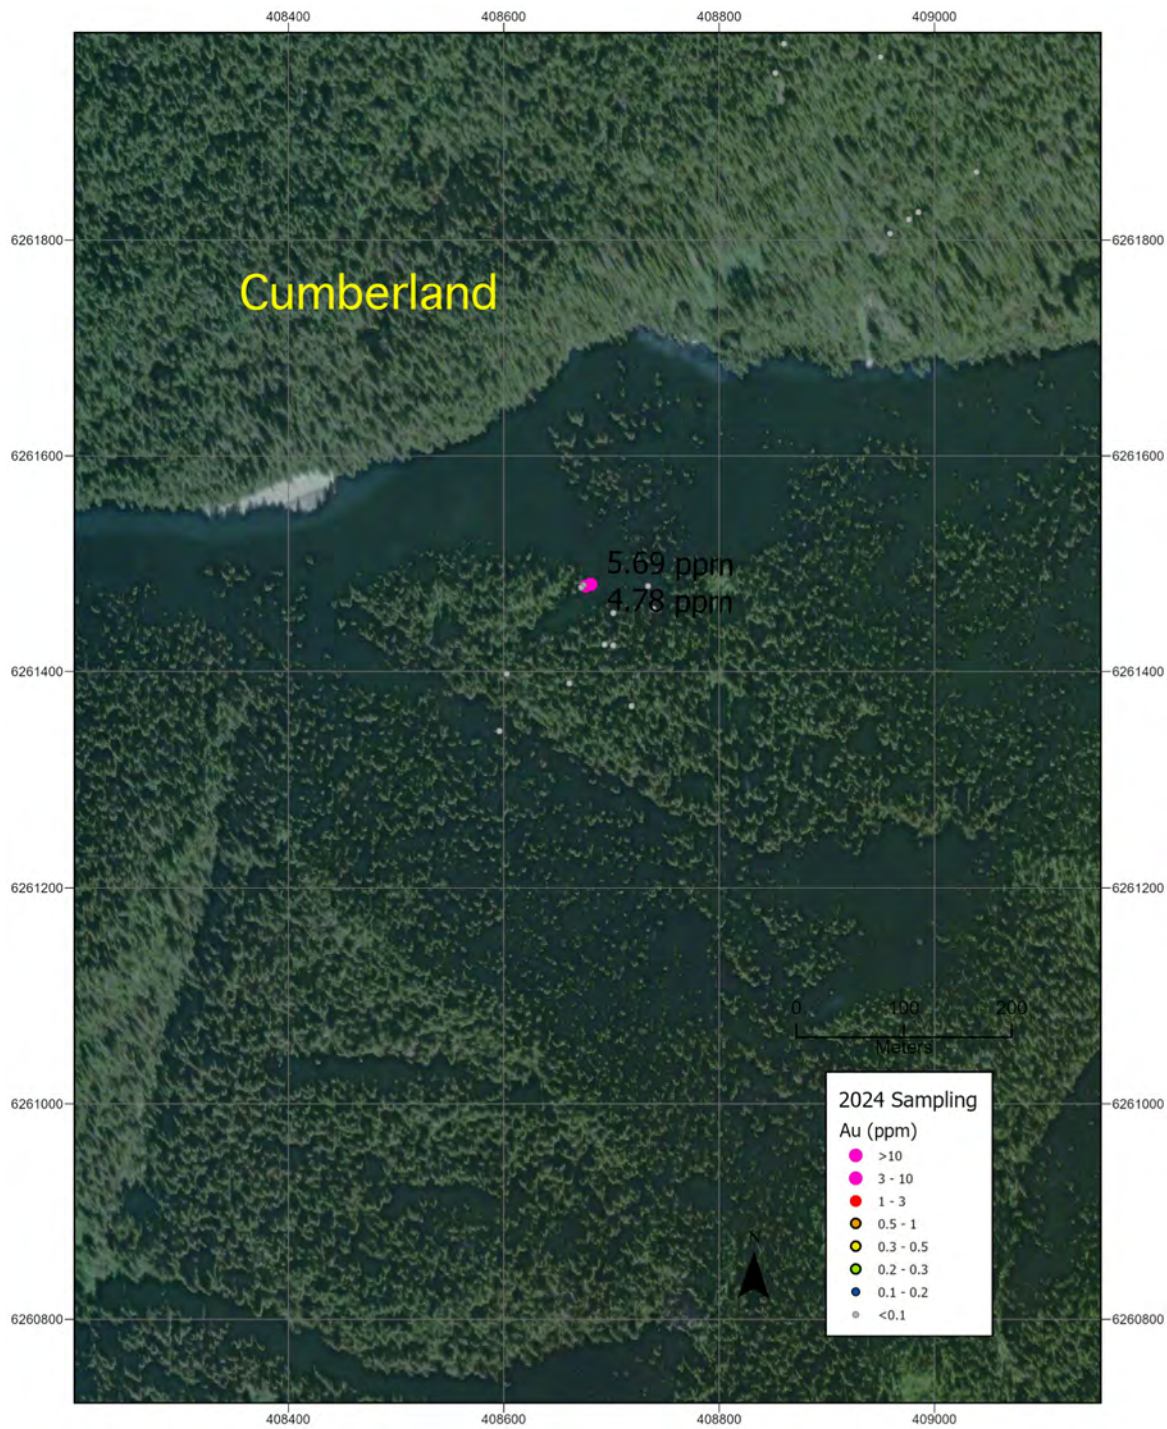 408400 408600 408800 409000
6261800 6261800
Cumberland
6261600 6261600
5.69 ppm
4.78 ppm
6261400 6261400
6261200 6261200
0 100 200
Meters
2024 Sampling
6261000 6261000
Au (ppm)
>10
3 - 10
1 - 3
0.5 - 1
N
0.3 - 0.5
0.2 - 0.3
0.1 - 0.2
6260800 6260800
<0.1
408400 408600 408800 409000